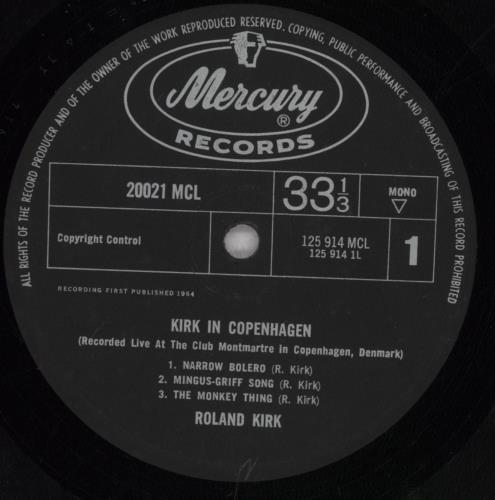 ALL RIGHTS OF THE RECORD PRODUCER AND OF THE OWNER OF THE WORK REPRODUCED RESERVED. COPYING, PUBLIC PERFORMANCE AND BROADCASTING OF THIS RECORD PROHIBITED
Mercury ®
RECORDS
20021 MCL
33 1/3
MONO
Copyright Control
125 914 MCL
125 914 1L
1
RECORDING FIRST PUBLISHED 1964
KIRK IN COPENHAGEN
(Recorded Live At The Club Montmartre in Copenhagen, Denmark)
1. NARROW BOLERO (R. Kirk)
2. MINGUS-GRIFF SONG (R. Kirk)
3. THE MONKEY THING (R. Kirk)
ROLAND KIRK